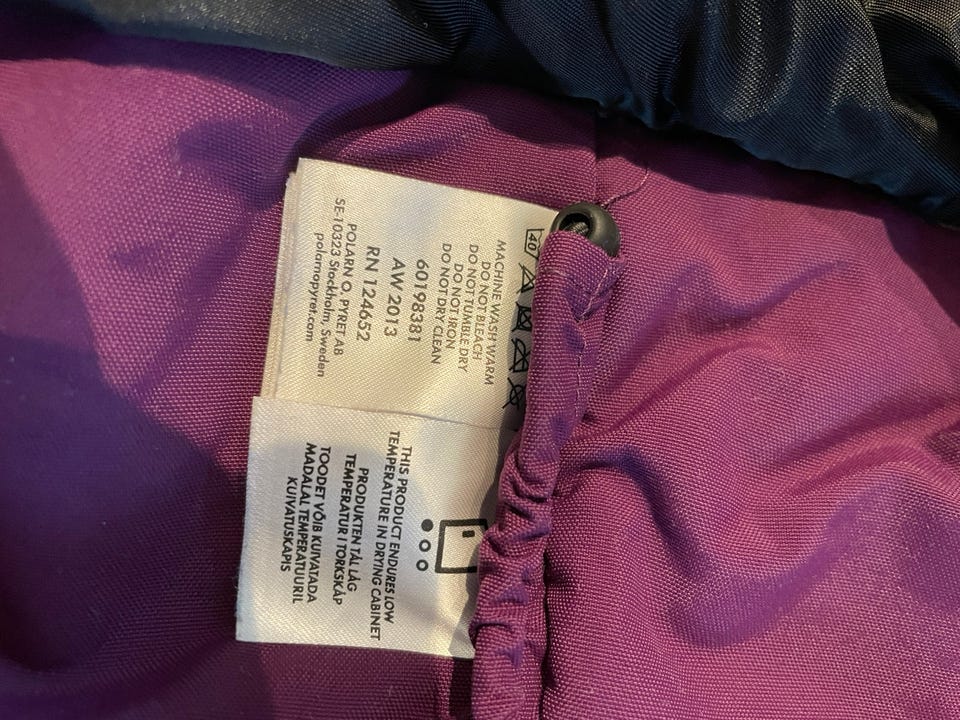 40
MACHINE WASH WARM
DO NOT BLEACH
DO NOT TUMBLE DRY
DO NOT IRON
DO NOT DRY CLEAN
60198381
AW 2013
RN 124652
POLARN O. PYRET AB
SE-10323 Stockholm, Sweden
polarnopyret.com
THIS PRODUCT ENDURES LOW
TEMPERATURE IN DRYING CABINET
PRODUKTEN TÅL LÅG
TEMPERATUR I TORKSKÅP
TOODET VÕIB KUIVATADA
MADALAL TEMPERATUURIL
KUIVATUSKAPIS